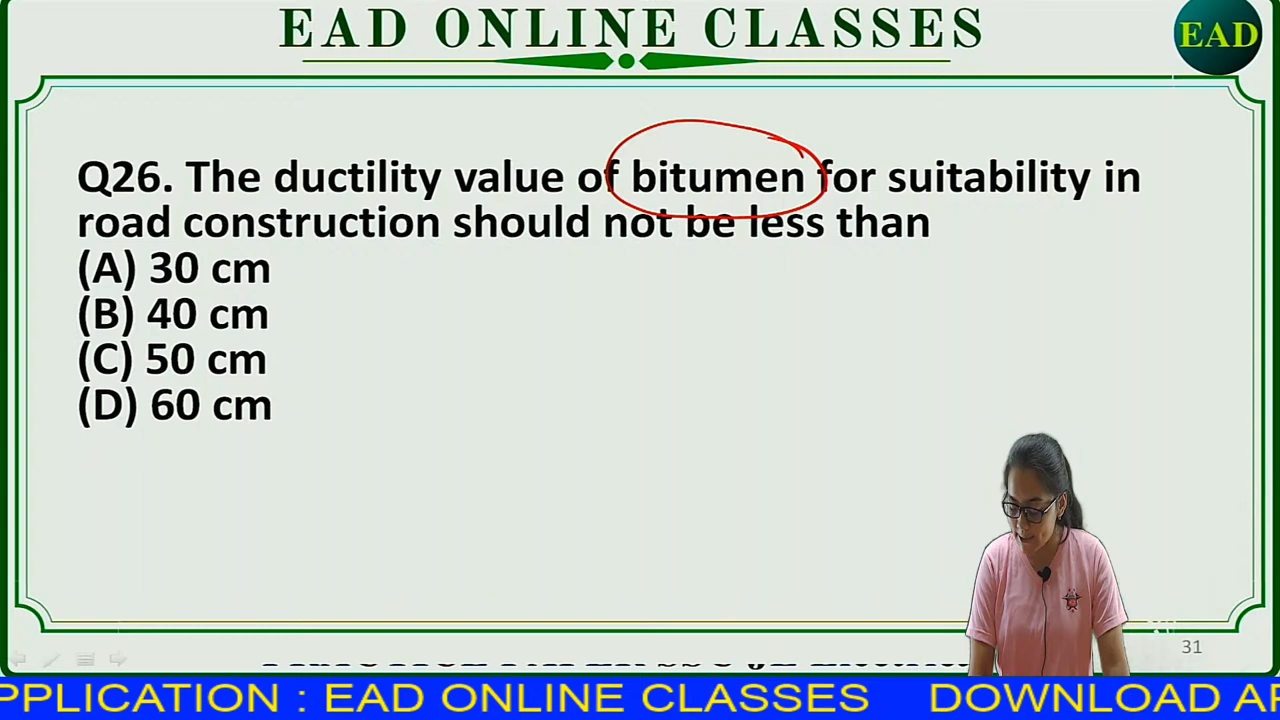 EAD ONLINE CLASSES
EAD
Q26. The ductility value of bitumen for suitability in
road construction should not be less than
(A) 30 cm
(B) 40 cm
(C) 50 cm
(D) 60 cm
31
PPLICATION : EAD ONLINE CLASSES DOWNLOAD AP